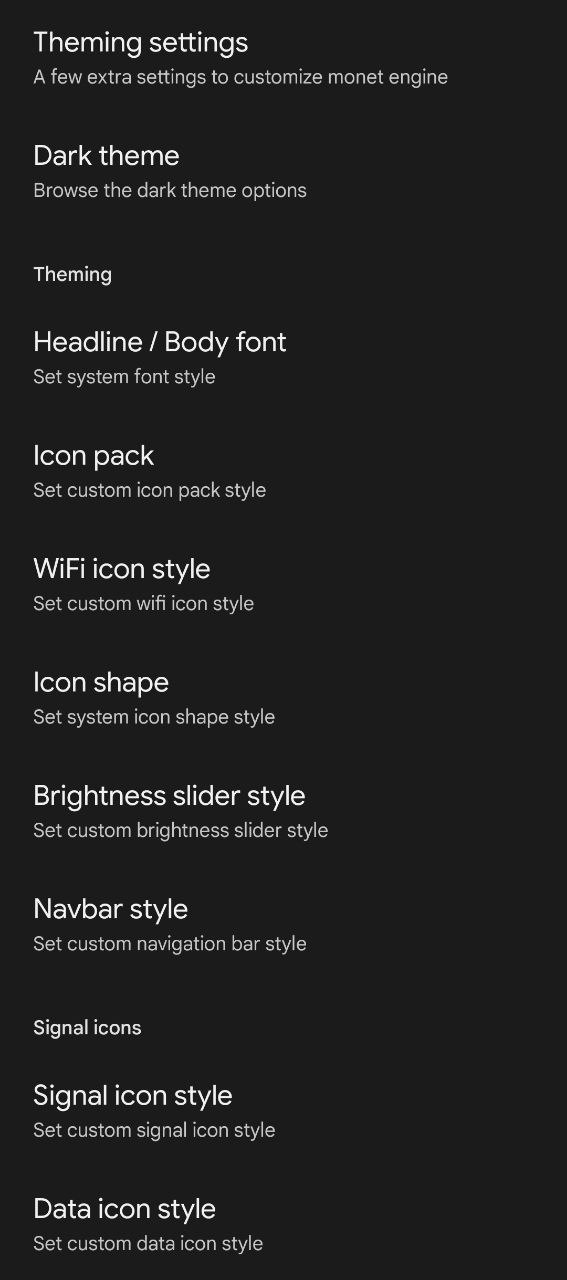 Theming settings
A few extra settings to customize monet engine
Dark theme
Browse the dark theme options
Theming
Headline / Body font
Set system font style
Icon pack
Set custom icon pack style
WiFi icon style
Set custom wifi icon style
Icon shape
Set system icon shape style
Brightness slider style
Set custom brightness slider style
Navbar style
Set custom navigation bar style
Signal icons
Signal icon style
Set custom signal icon style
Data icon style
Set custom data icon style